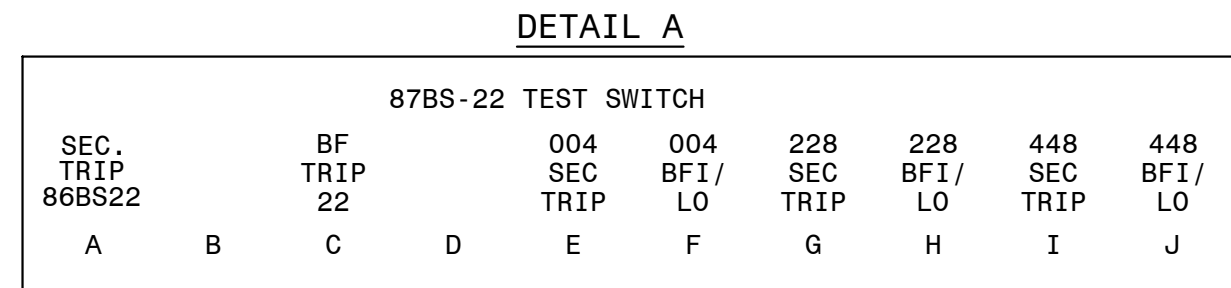 DETAIL A
87BS-22 TEST SWITCH
SEC. BF 004 004 228 228 448 448
TRIP TRIP SEC BFI/ SEC BFI/ SEC BFI/
86BS22 22 TRIP LO TRIP LO TRIP LO
A B C D E F G H I J